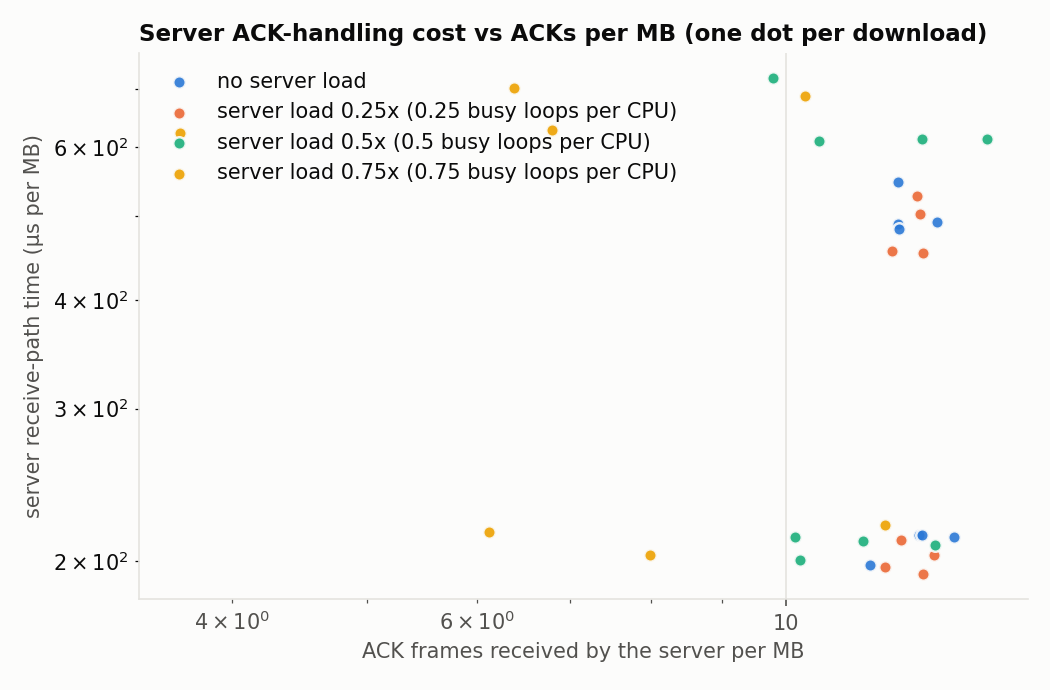 Server ACK-handling cost vs ACKs per MB (one dot per download)
no server load
server load 0.25x (0.25 busy loops per CPU)
server load 0.5x (0.5 busy loops per CPU)
server load 0.75x (0.75 busy loops per CPU)
server receive-path time (µs per MB)
6 × 10²
4 × 10²
3 × 10²
2 × 10²
4 × 10⁰
6 × 10⁰
10
ACK frames received by the server per MB